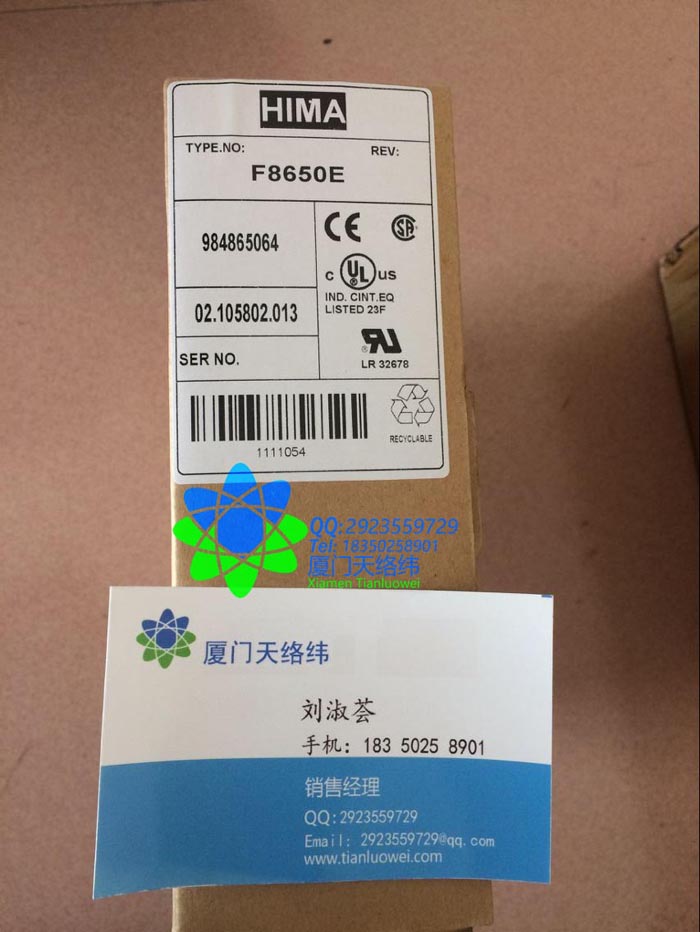 HIMA
TYPE.NO:
REV:
F8650E
984865064
02.105802.013
SER NO.
CE
SA
c UL us
IND. CINT.EQ
LISTED 23F
LR 32678
1111054
RECYCLABLE
QQ:2923559729
Tel: 18350258901
厦门天络纬
Xiamen Tianluowei
厦门天络纬
刘淑荟
手机: 183 5025 8901
销售经理
QQ:2923559729
Email: 2923559729@qq.com
www.tianluowei.com